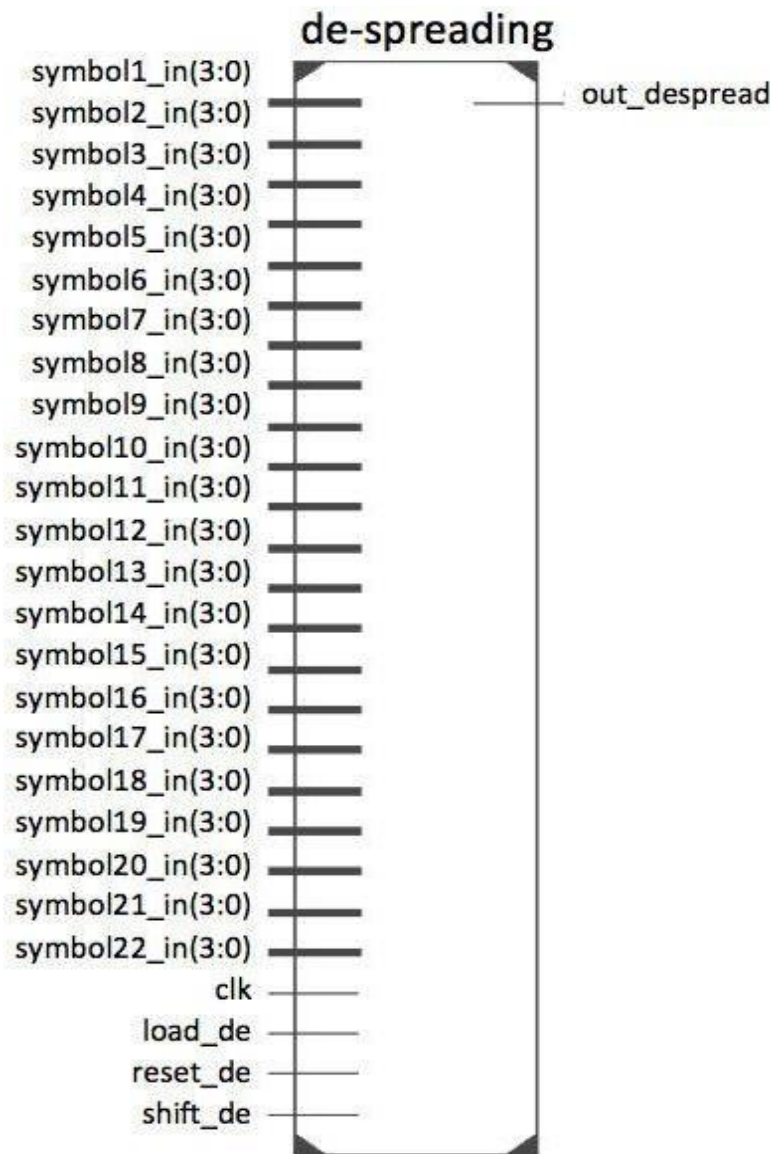 de-spreading
symbol1_in(3:0)
out_despread
symbol2_in(3:0)
symbol3_in(3:0)
symbol4_in(3:0)
symbol5_in(3:0)
symbol6_in(3:0)
symbol7_in(3:0)
symbol8_in(3:0)
symbol9_in(3:0)
symbol10_in(3:0)
symbol11_in(3:0)
symbol12_in(3:0)
symbol13_in(3:0)
symbol14_in(3:0)
symbol15_in(3:0)
symbol16_in(3:0)
symbol17_in(3:0)
symbol18_in(3:0)
symbol19_in(3:0)
symbol20_in(3:0)
symbol21_in(3:0)
symbol22_in(3:0)
clk
load_de
reset_de
shift_de